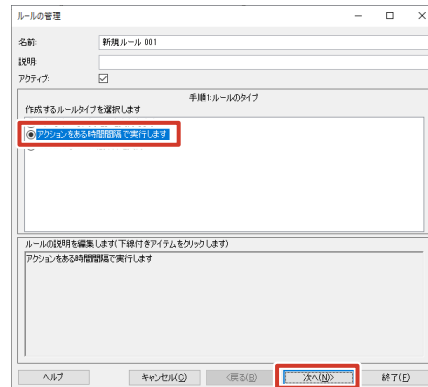 ルールの管理
名前: 新規ルール 001
説明:
アクティブ:
手順1:ルールのタイプ
作成するルールタイプを選択します
アクションをある時間間隔で実行します
ルールの説明を編集します(下線付きアイテムをクリックします)
アクションをある時間間隔で実行します
ヘルプ キャンセル(C) <戻る(B) 次へ(N)> 終了(F)